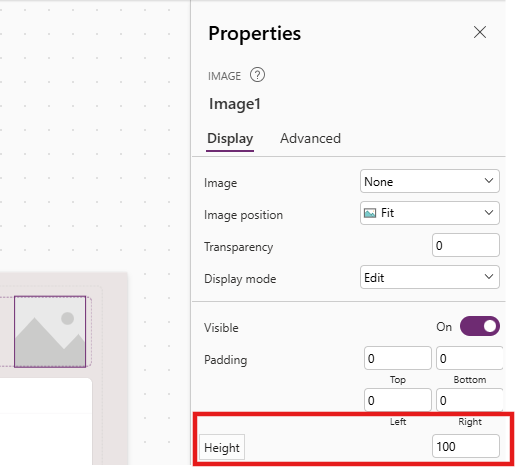 Properties
IMAGE ?
Image1
Display Advanced
Image None
Image position Fit
Transparency 0
Display mode Edit
Visible On
Padding 0 0
Top Bottom
0 0
Left Right
Height 100